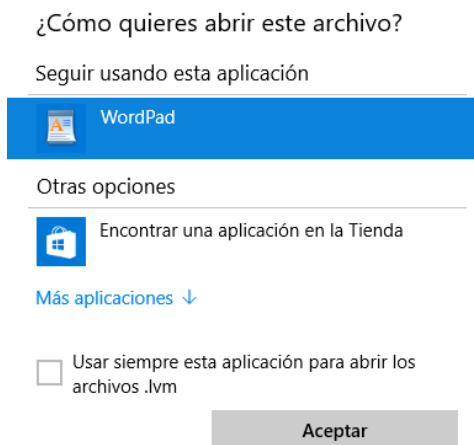 ¿Cómo quieres abrir este archivo?
Seguir usando esta aplicación
WordPad
Otras opciones
Encontrar una aplicación en la Tienda
Más aplicaciones ↓
Usar siempre esta aplicación para abrir los
archivos .lvm
Aceptar